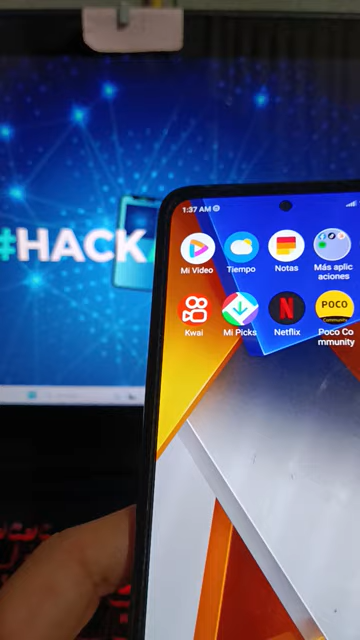 #HACK
1:37 AM
Mi Video
Tiempo
Notas
Más aplic
aciones
Kwai
Mi Picks
N
Netflix
POCO
Community
Poco Co
mmunity